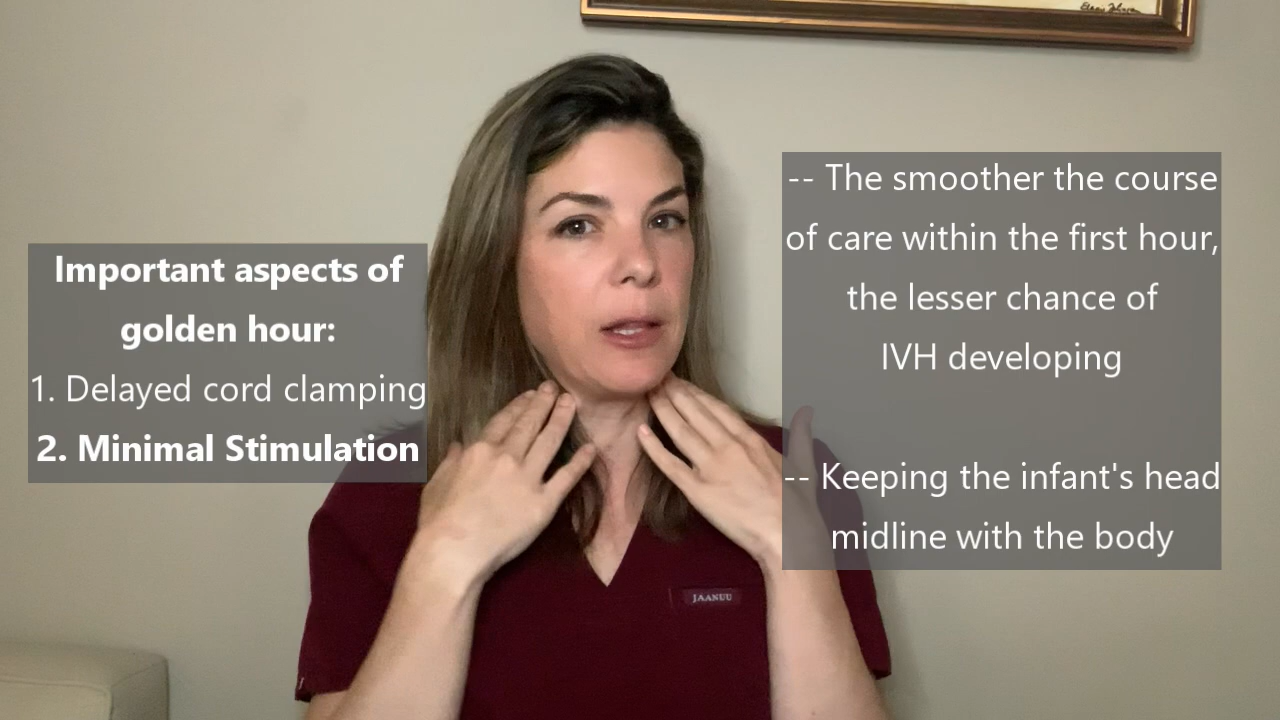 Important aspects of
golden hour:
1. Delayed cord clamping
2. Minimal Stimulation
-- The smoother the course
of care within the first hour,
the lesser chance of
IVH developing
-- Keeping the infant's head
midline with the body
JAANUU